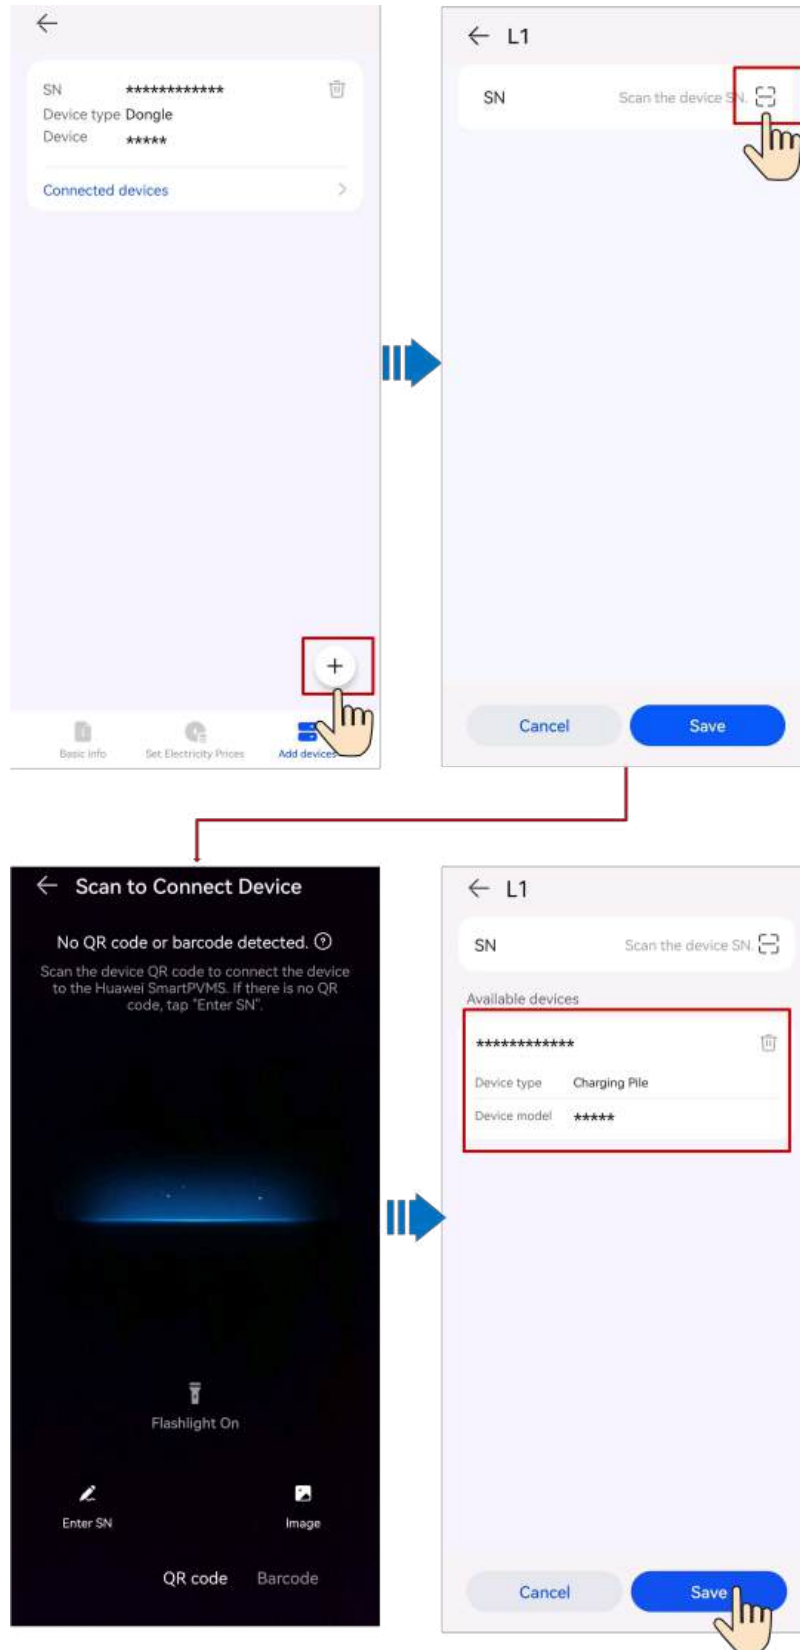 SN ************
Device type Dongle
Device *****
Connected devices
Basic info Set Electricity Prices Add devices
L1
SN Scan the device SN.
Cancel Save
Scan to Connect Device
No QR code or barcode detected.
Scan the device QR code to connect the device
to the Huawei SmartPVMS. If there is no QR
code, tap "Enter SN".
Flashlight On
Enter SN Image
QR code Barcode
L1
SN Scan the device SN.
Available devices
************
Device type Charging Pile
Device model *****
Cancel Save